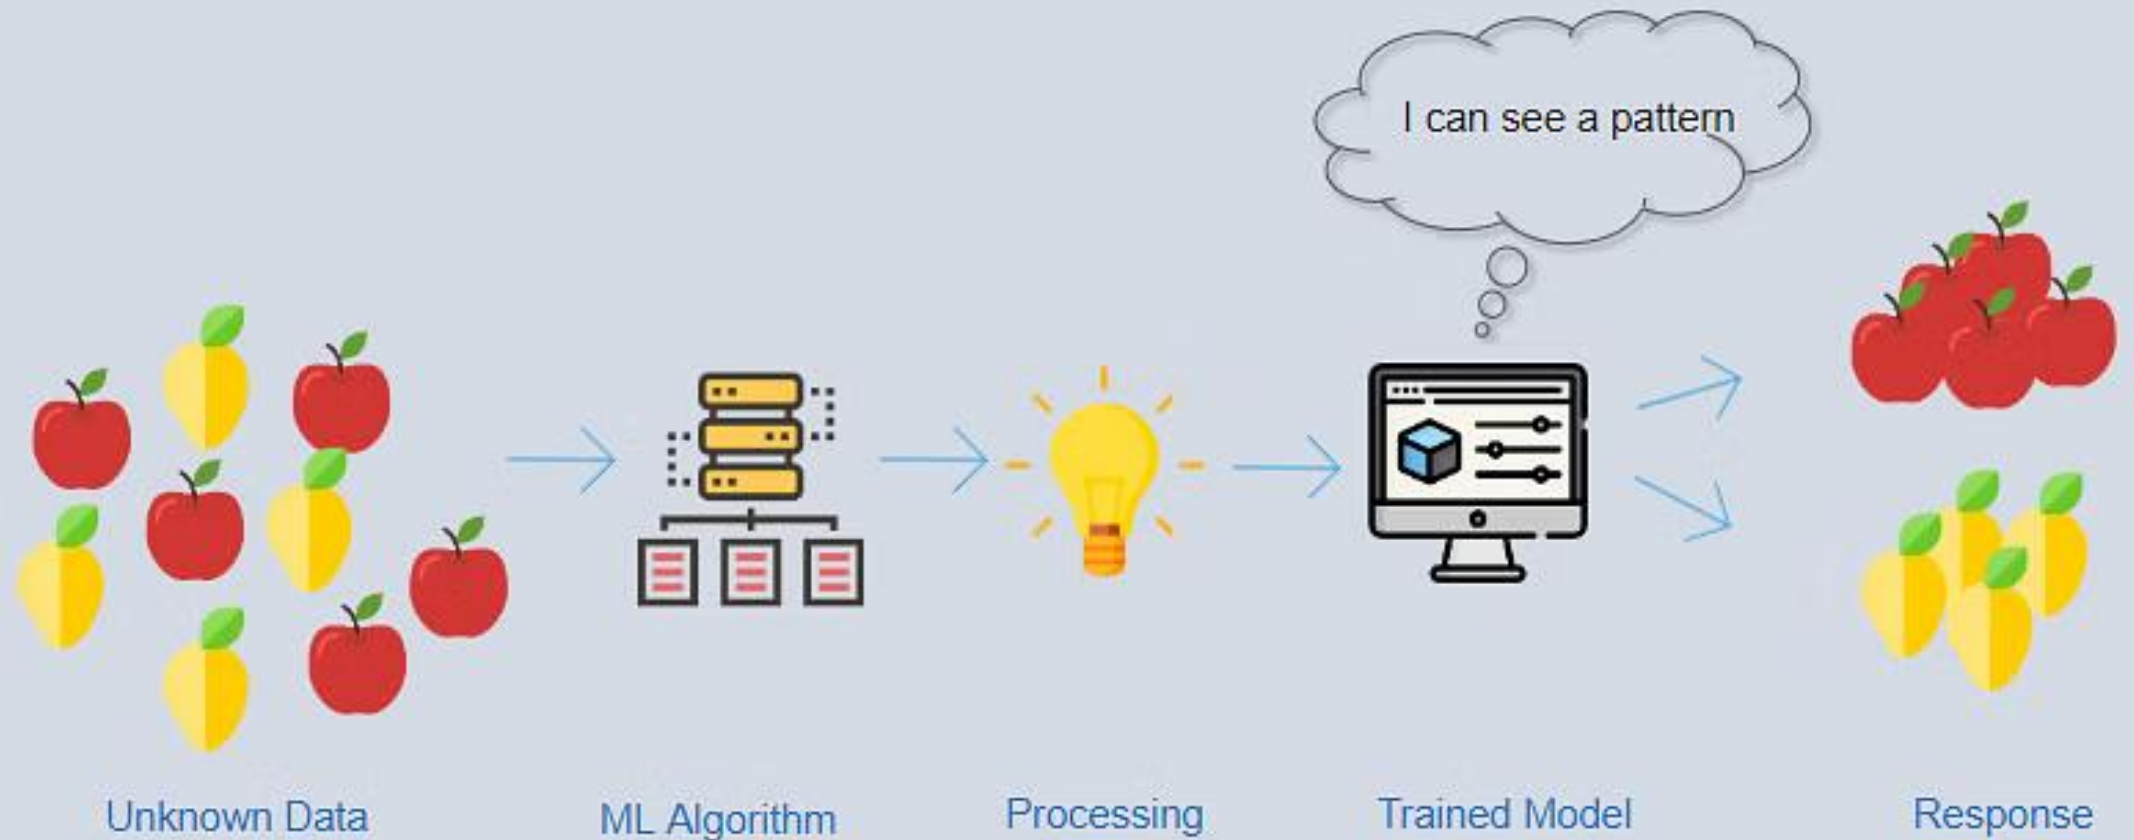 I can see a pattern
Unknown Data
ML Algorithm
Processing
Trained Model
Response